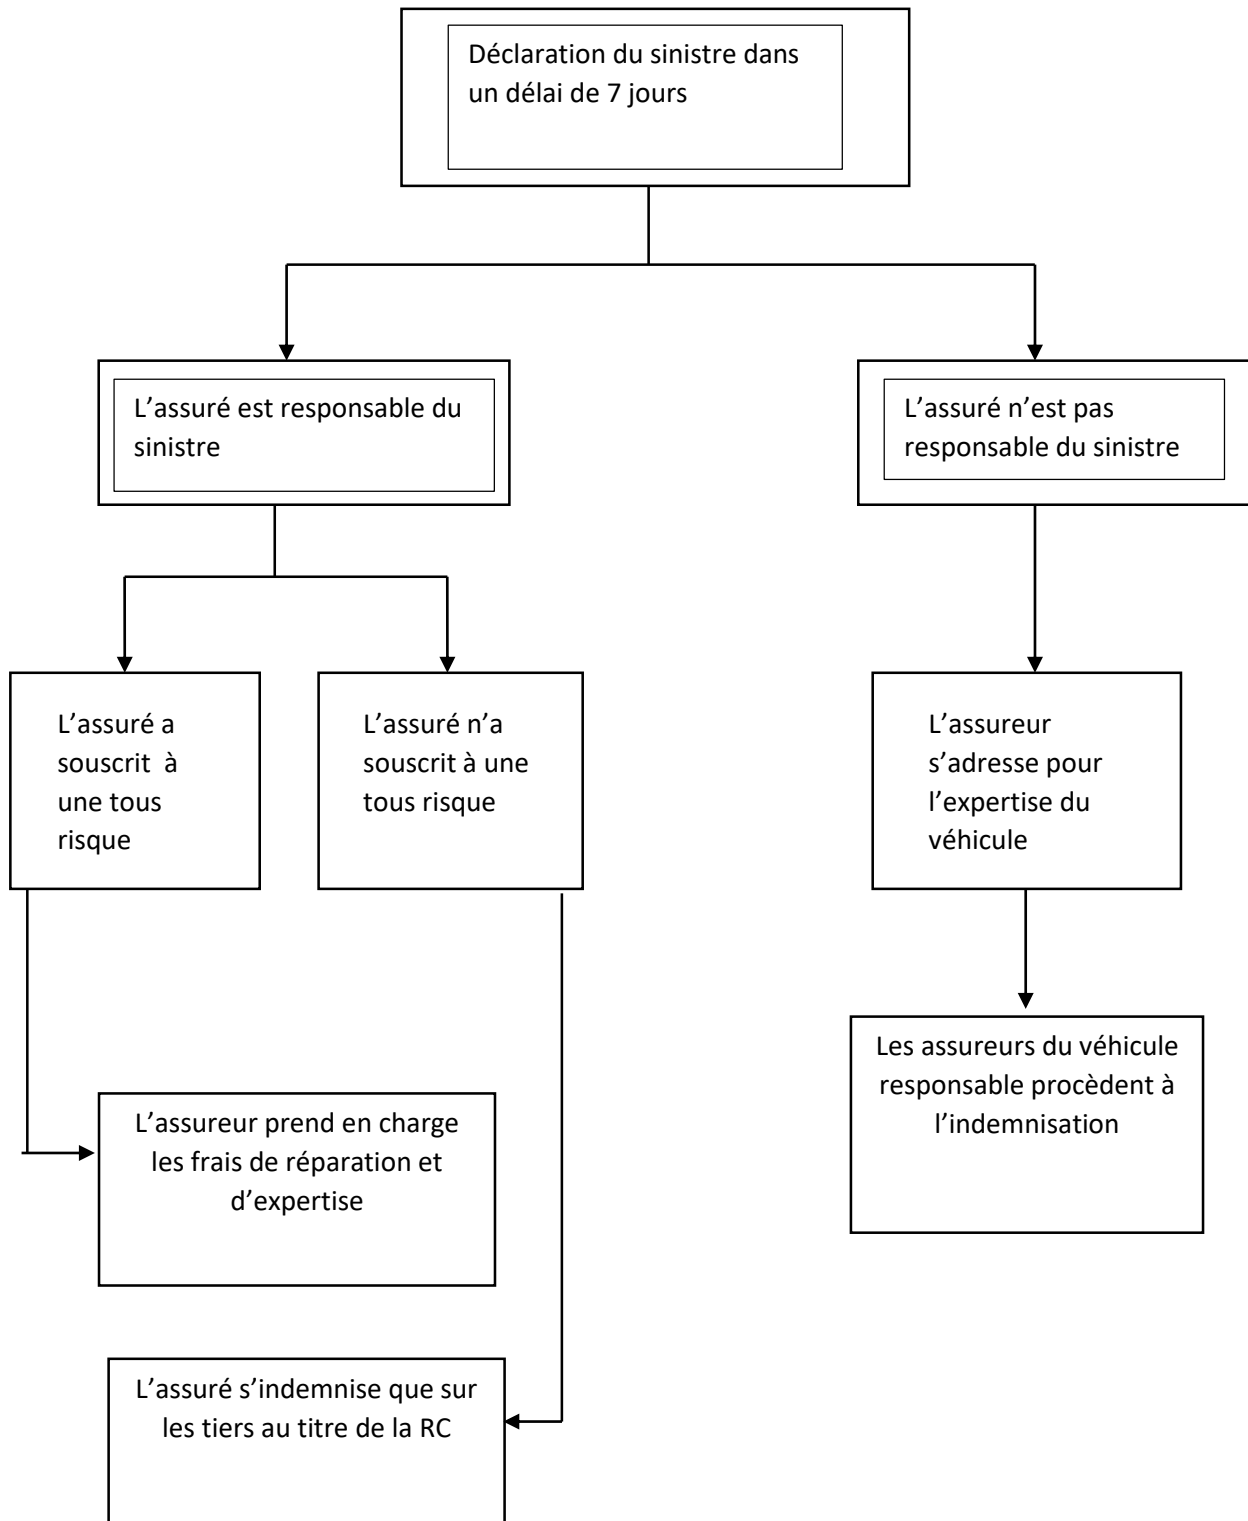 Déclaration du sinistre dans
un délai de 7 jours
L’assuré est responsable du
sinistre
L’assuré n’est pas
responsable du sinistre
L’assuré a
souscrit à
une tous
risque
L’assuré n’a
souscrit à une
tous risque
L’assureur
s’adresse pour
l’expertise du
véhicule
Les assureurs du véhicule
responsable procèdent à
l’indemnisation
L’assureur prend en charge
les frais de réparation et
d’expertise
L’assuré s’indemnise que sur
les tiers au titre de la RC